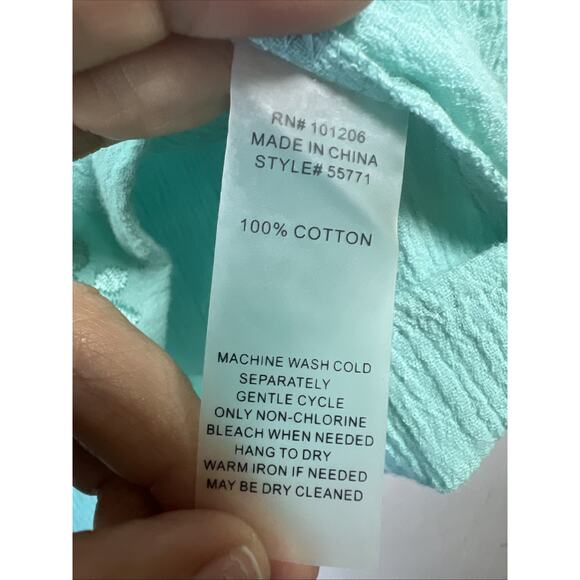 RN# 101206
MADE IN CHINA
STYLE# 55771
100% COTTON
MACHINE WASH COLD
SEPARATELY
GENTLE CYCLE
ONLY NON-CHLORINE
BLEACH WHEN NEEDED
HANG TO DRY
WARM IRON IF NEEDED
MAY BE DRY CLEANED